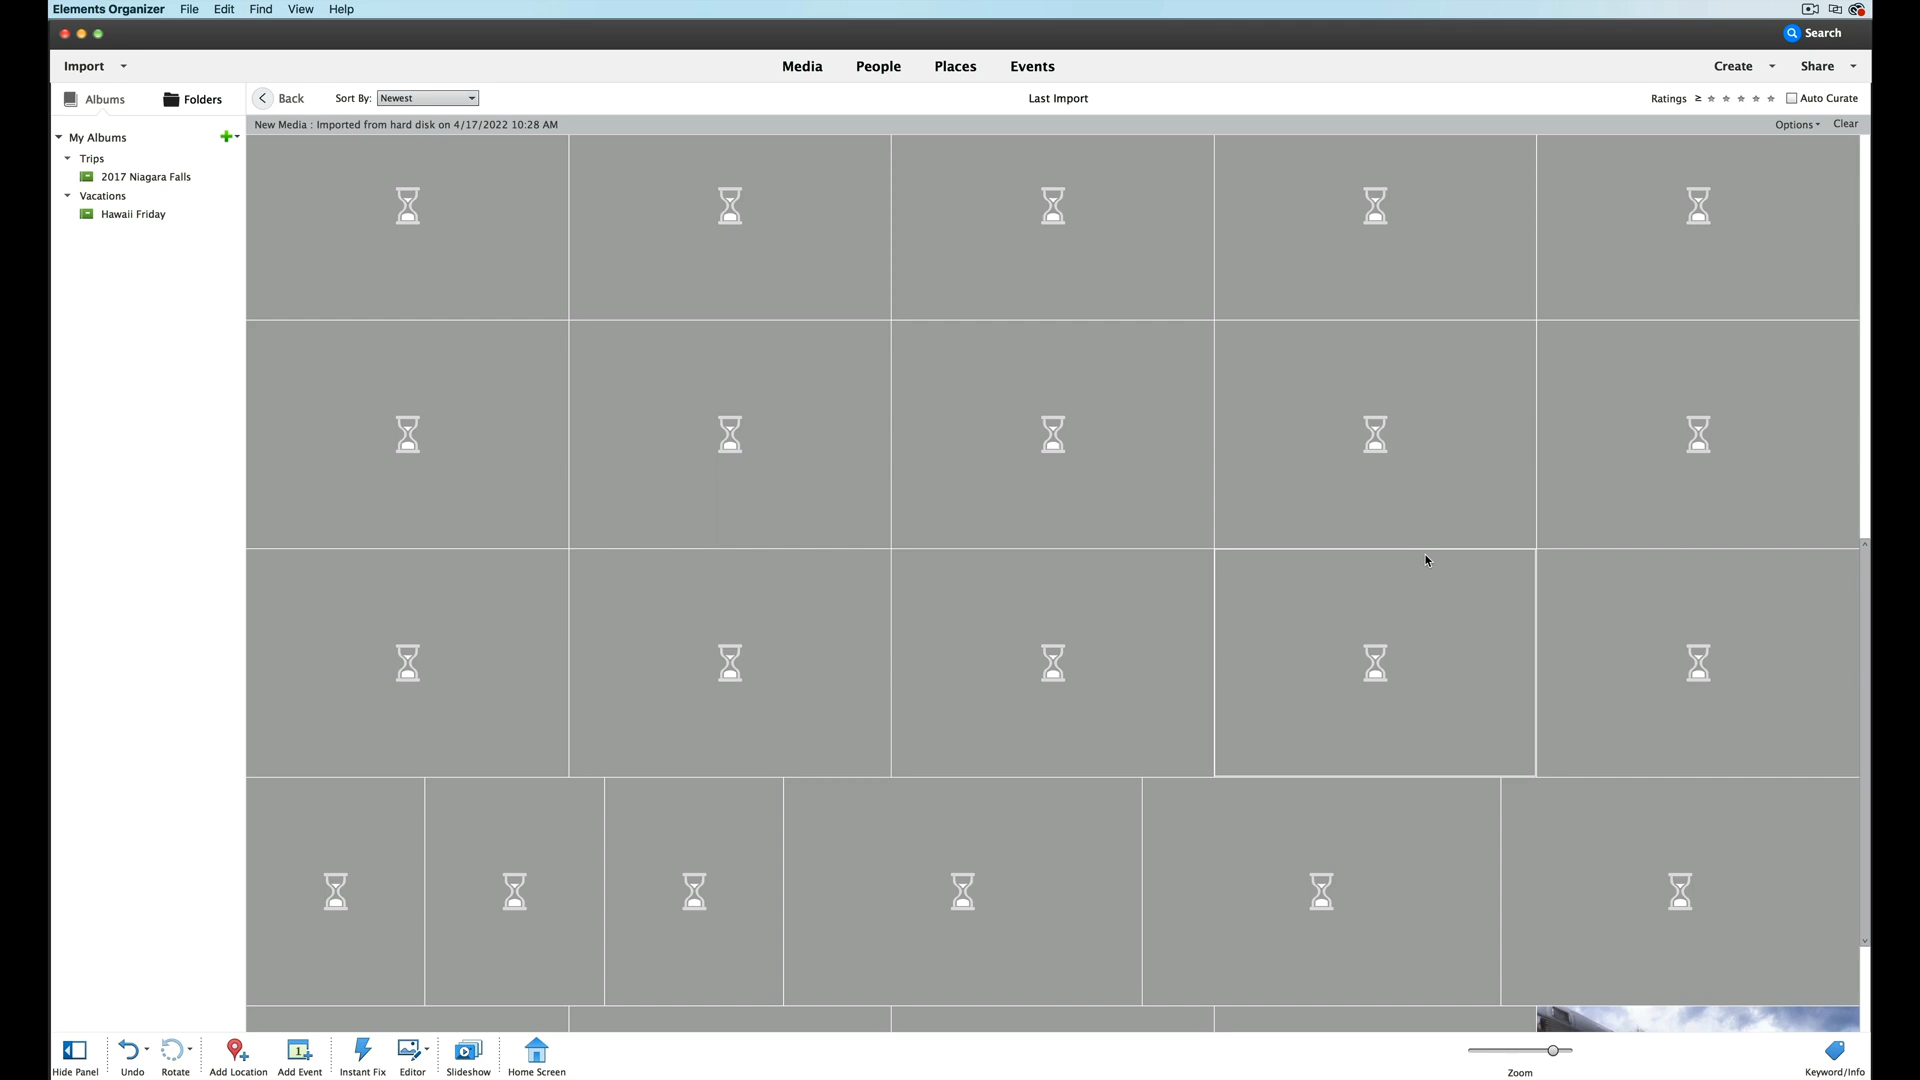 Elements Organizer File Edit Find View Help
Search
Import Media People Places Events Create Share
Albums Folders Back Sort By: Newest Last Import Ratings ≥ Auto Curate
New Media : Imported from hard disk on 4/17/2022 10:28 AM Options Clear
My Albums
Trips
2017 Niagara Falls
Vacations
Hawaii Friday
1
Hide Panel Undo Rotate Add Location Add Event Instant Fix Editor Slideshow Home Screen Zoom Keyword/Info